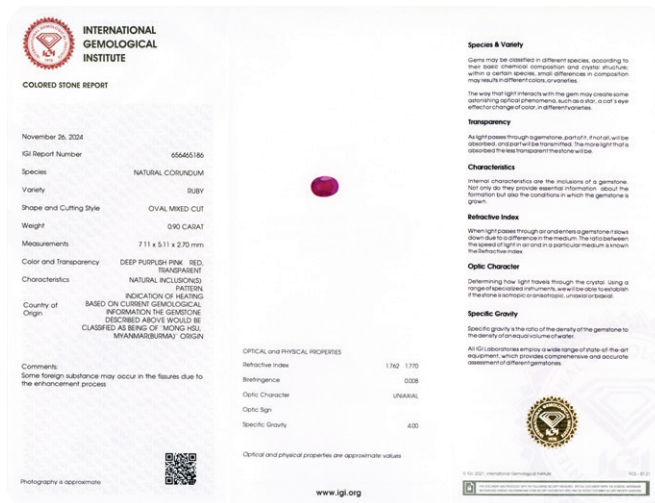 INTERNATIONAL
GEMOLOGICAL
INSTITUTE
COLORED STONE REPORT
November 26, 2024
IGI Report Number 656465186
Species NATURAL CORUNDUM
Variety RUBY
Shape and Cutting Style OVAL MIXED CUT
Weight 0.90 CARAT
Measurements 7.11 x 5.11 x 2.70 mm
Color and Transparency DEEP PURPLISH PINK RED,
TRANSPARENT
Characteristics NATURAL INCLUSION(S)
PATTERN,
INDICATION OF HEATING
Country of Origin BASED ON CURRENT GEMOLOGICAL
INFORMATION THE GEMSTONE
DESCRIBED ABOVE WOULD BE
CLASSIFIED AS BEING OF "MONG HSU,
MYANMAR(BURMA)" ORIGIN
Comments:
Some foreign substance may occur in the fissures due to
the enhancement process
Photography is approximate
OPTICAL and PHYSICAL PROPERTIES
Refractive Index 1.762 1.770
Birefringence 0.008
Optic Character UNIAXIAL
Optic Sign
Specific Gravity 4.00
Optical and physical properties are approximate values
www.igi.org
Species & Variety
Gems may be classified in different species, according to
their basic chemical composition and crystal structure;
within a certain species, small differences in composition
may results in different colors, or varieties.
The way that light interacts with the gem may create some
astonishing optical phenomena, such as a star, a cat's eye
effect or change of color, in different varieties.
Transparency
As light passes through a gemstone, part of it, if not all, will be
absorbed, and part will be transmitted. The more light that is
absorbed the less transparent the stone will be.
Characteristics
Internal characteristics are the inclusions of a gemstone.
Not only do they provide essential information about the
formation but also the conditions in which the gemstone is
grown.
Refractive Index
When light passes through air and enters a gemstone it slows
down due to a difference in the medium. The ratio between
the speed of light in air and in a particular medium is known
the Refractive Index.
Optic Character
Determining how light travels through the crystal. Using a
range of specialized instruments, we will be able to establish
if the stone is isotropic or anisotropic, uniaxial or biaxial.
Specific Gravity
Specific gravity is the ratio of the density of the gemstone to
the density of an equal volume of water.
All IGI Laboratories employ a wide range of state-of-the-art
equipment, which provides comprehensive and accurate
assessment of different gemstones.
© IGI, 2021, International Gemological Institute